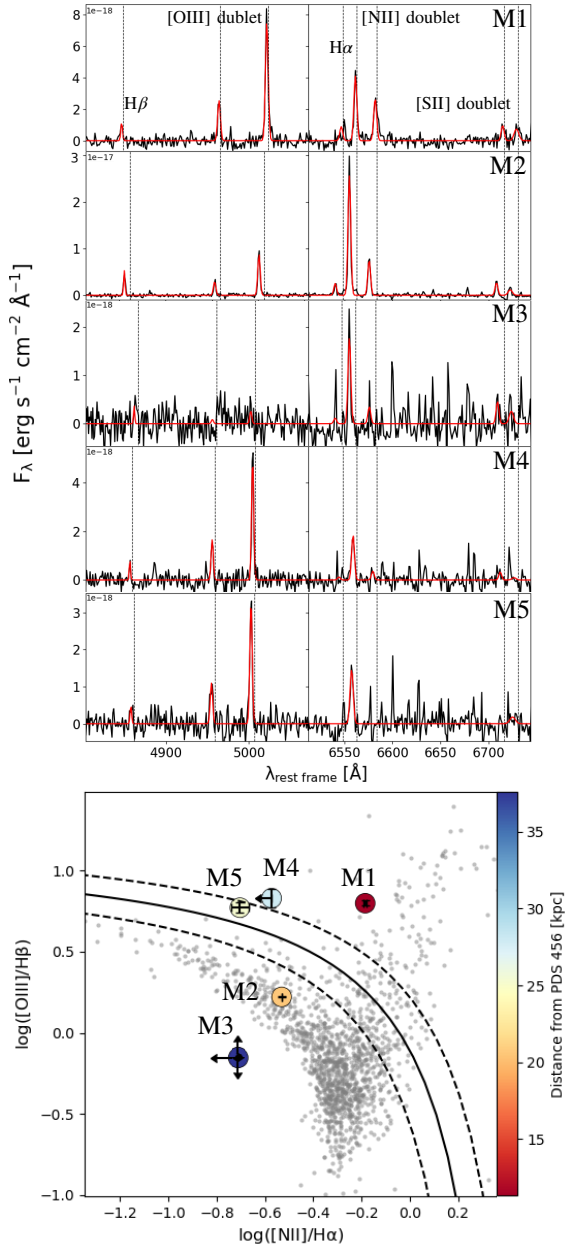 1e-18
[OIII] dublet
[NII] doublet
M1
Hα
Hβ
[SII] doublet
8
6
4
2
0
1e-17
M2
3
2
1
0
1e-18
M3
2
1
0
1e-18
M4
4
2
0
1e-18
M5
3
2
1
0
F_λ [erg s⁻¹ cm⁻² Å⁻¹]
4900
5000
6550
6600
6650
6700
λ_rest frame [Å]
M5
M4
M1
M2
M3
1.0
0.5
0.0
−0.5
−1.0
log([OIII]/Hβ)
−1.2
−1.0
−0.8
−0.6
−0.4
−0.2
0.0
0.2
log([NII]/Hα)
35
30
25
20
15
Distance from PDS 456 [kpc]